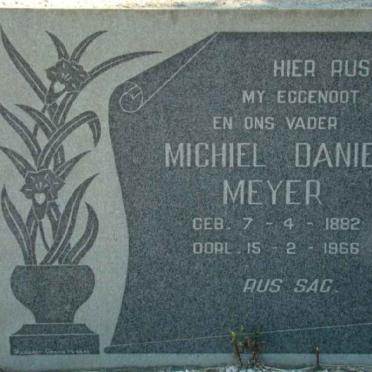 HIER RUS
MY EGGENOOT
EN ONS VADER
MICHIEL DANIE
MEYER
GEB. 7 - 4 - 1882
OORL. 15 - 2 - 1966
RUS SAG.